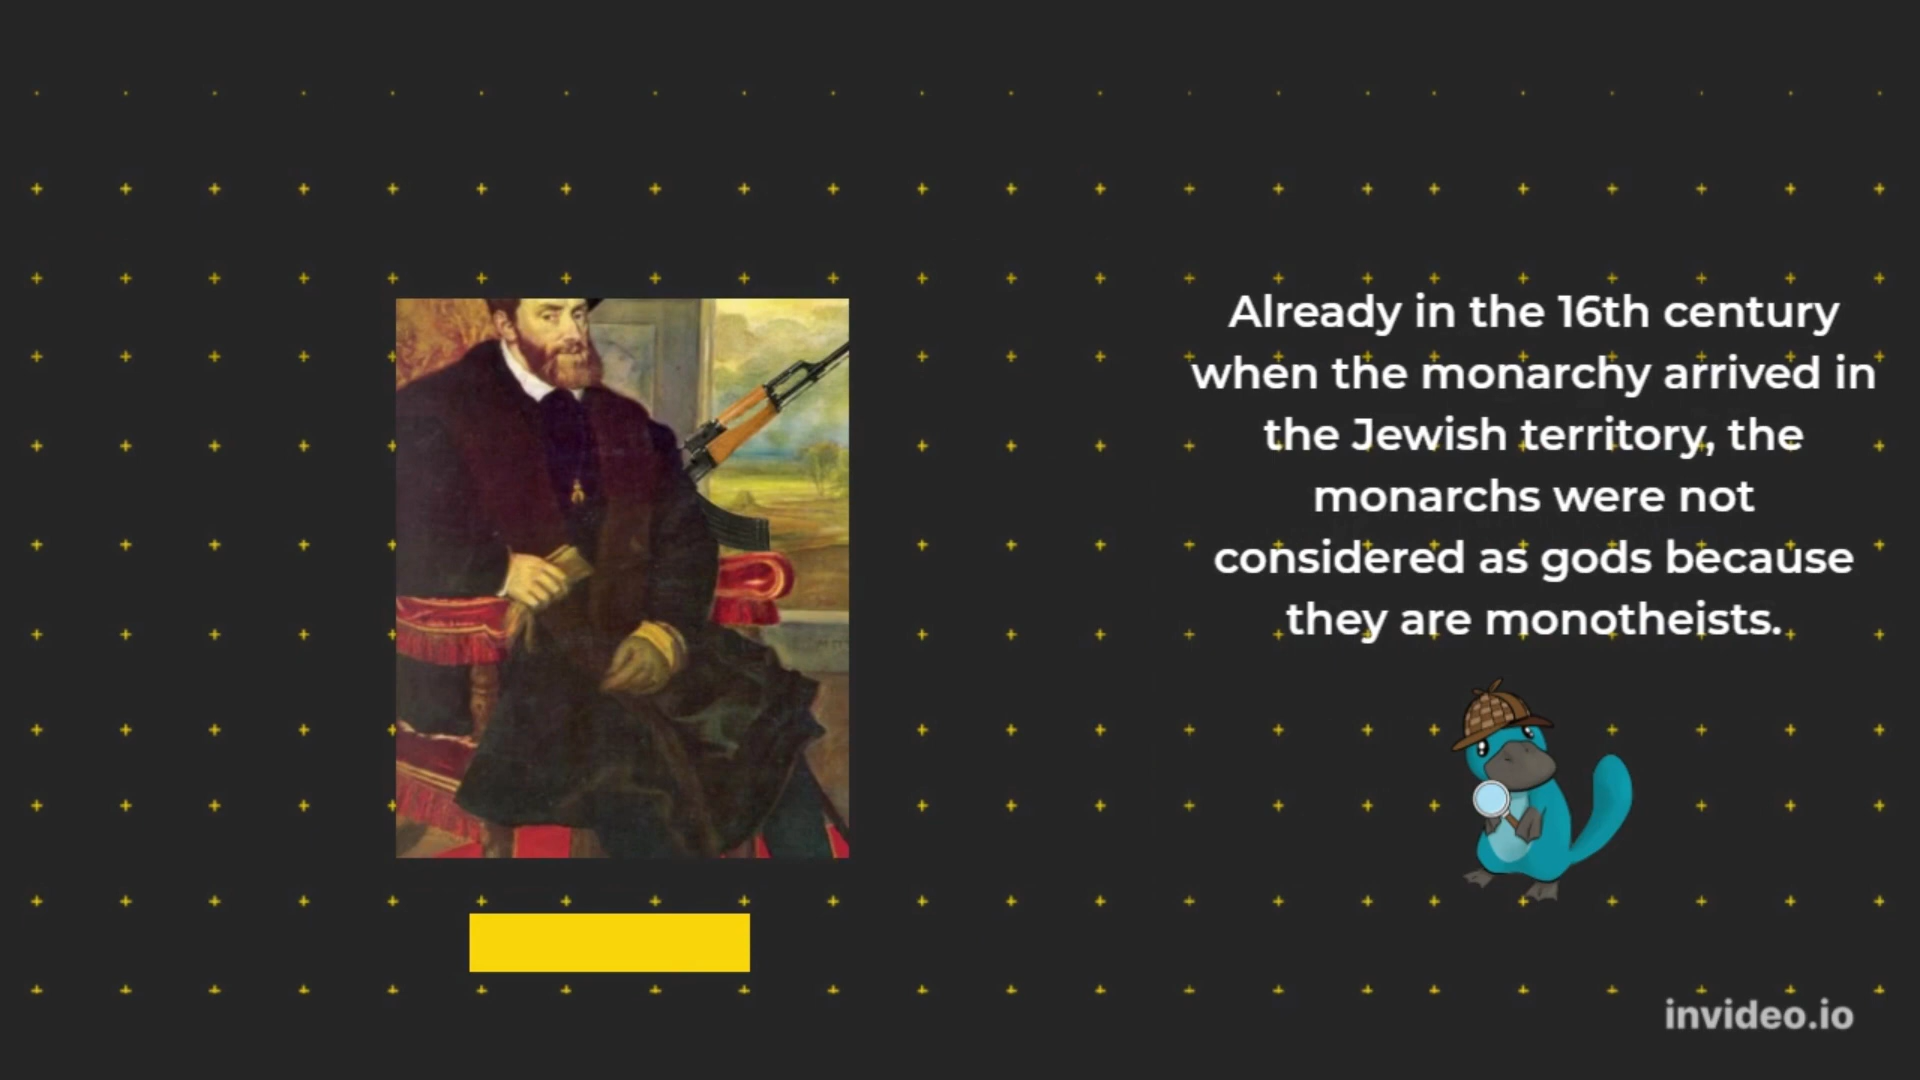 Already in the 16th century
when the monarchy arrived in
the Jewish territory, the
monarchs were not
considered as gods because
they are monotheists.
invideo.io